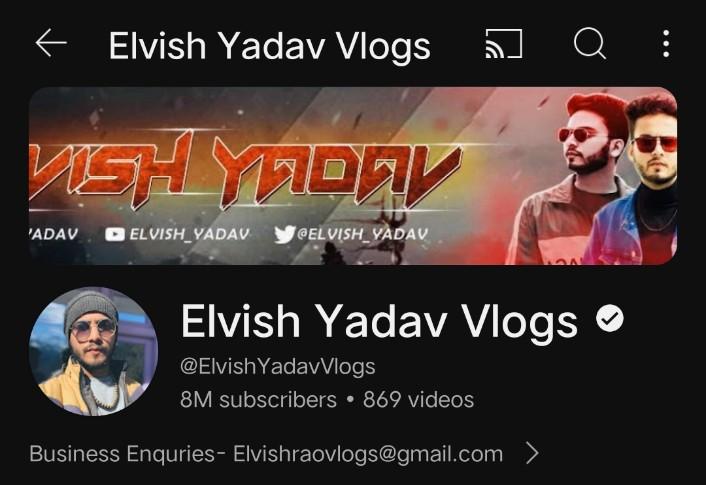 Elvish Yadav Vlogs
VISH YADAV
YADAV ELVISH_YADAV @ELVISH_YADAV
Elvish Yadav Vlogs
@ElvishYadavVlogs
8M subscribers • 869 videos
Business Enquries- Elvishraovlogs@gmail.com